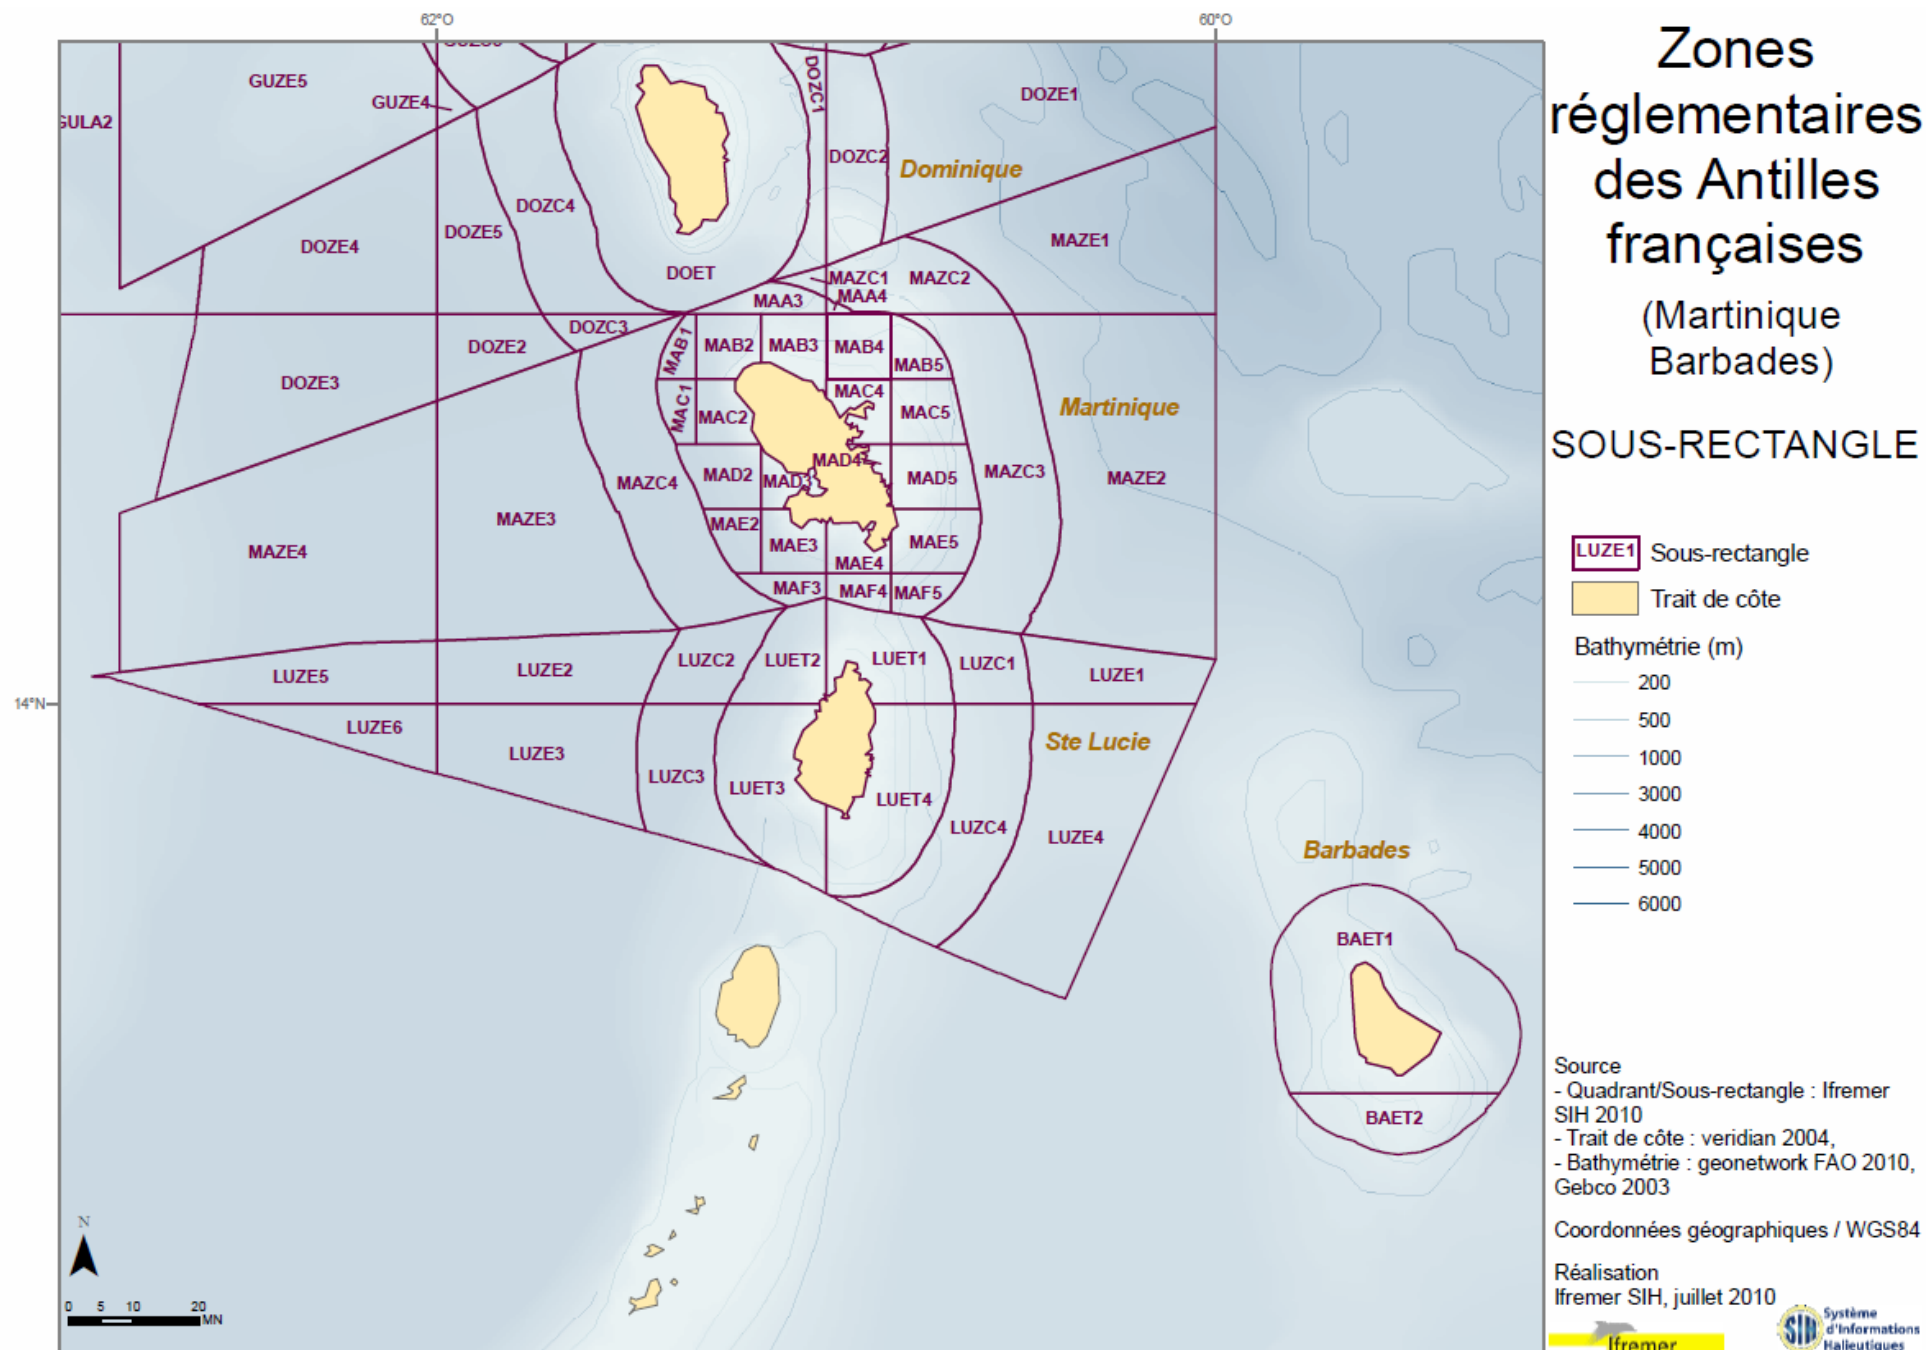 62°O
60°O
Zones
réglementaires
des Antilles
françaises
(Martinique
Barbades)
SOUS-RECTANGLE
LUZE1 Sous-rectangle
Trait de côte
Bathymétrie (m)
200
500
1000
3000
4000
5000
6000
Source
- Quadrant/Sous-rectangle : Ifremer
SIH 2010
- Trait de côte : veridian 2004,
- Bathymétrie : geonetwork FAO 2010,
Gebco 2003
Coordonnées géographiques / WGS84
Réalisation
Ifremer SIH, juillet 2010
Ifremer
SIH
Système
d'Informations
Halieutiques
GUZE5
GUZE4
DOZC1
DOZE1
DOZC2
Dominique
DOZC4
DOZE5
DOZE4
MAZE1
DOET
MAZC1
MAZC2
MAA4
MAA3
DOZC3
DOZE2
MAB1
MAB2
MAB3
MAB4
MAB5
DOZE3
MAC1
MAC2
MAC4
MAC5
Martinique
MAD4
MAD2
MAD3
MAD5
MAZC3
MAZE2
MAZC4
MAZE3
MAE2
MAE3
MAE5
MAZE4
MAE4
MAF3
MAF4
MAF5
LUZC2
LUET2
LUET1
LUZC1
LUZE5
LUZE2
LUZE1
14°N
LUZE6
LUZE3
Ste Lucie
LUZC3
LUET3
LUET4
LUZC4
LUZE4
Barbades
BAET1
BAET2
N
0 5 10 20
MN